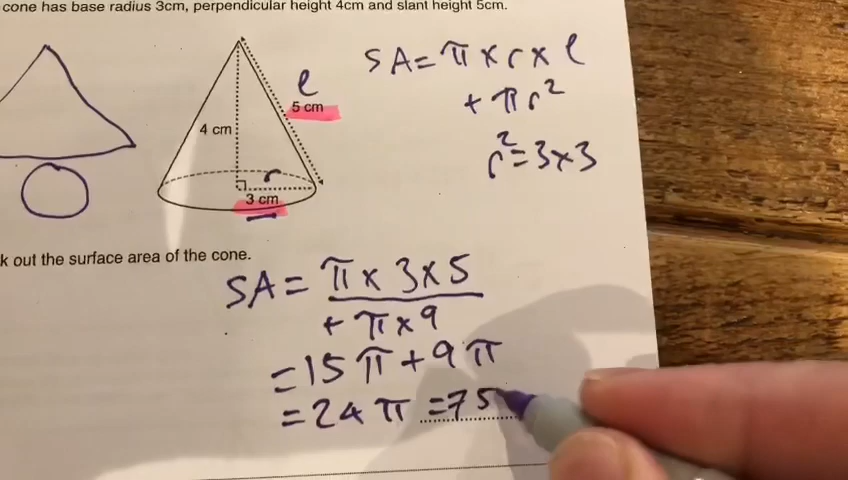 cone has base radius 3cm, perpendicular height 4cm and slant height 5cm.
SA = π × r × l
+ πr²
r² = 3×3
l
5 cm
4 cm
r
3 cm
k out the surface area of the cone.
SA = π × 3 × 5
+ π × 9
= 15π + 9π
= 24π = 75